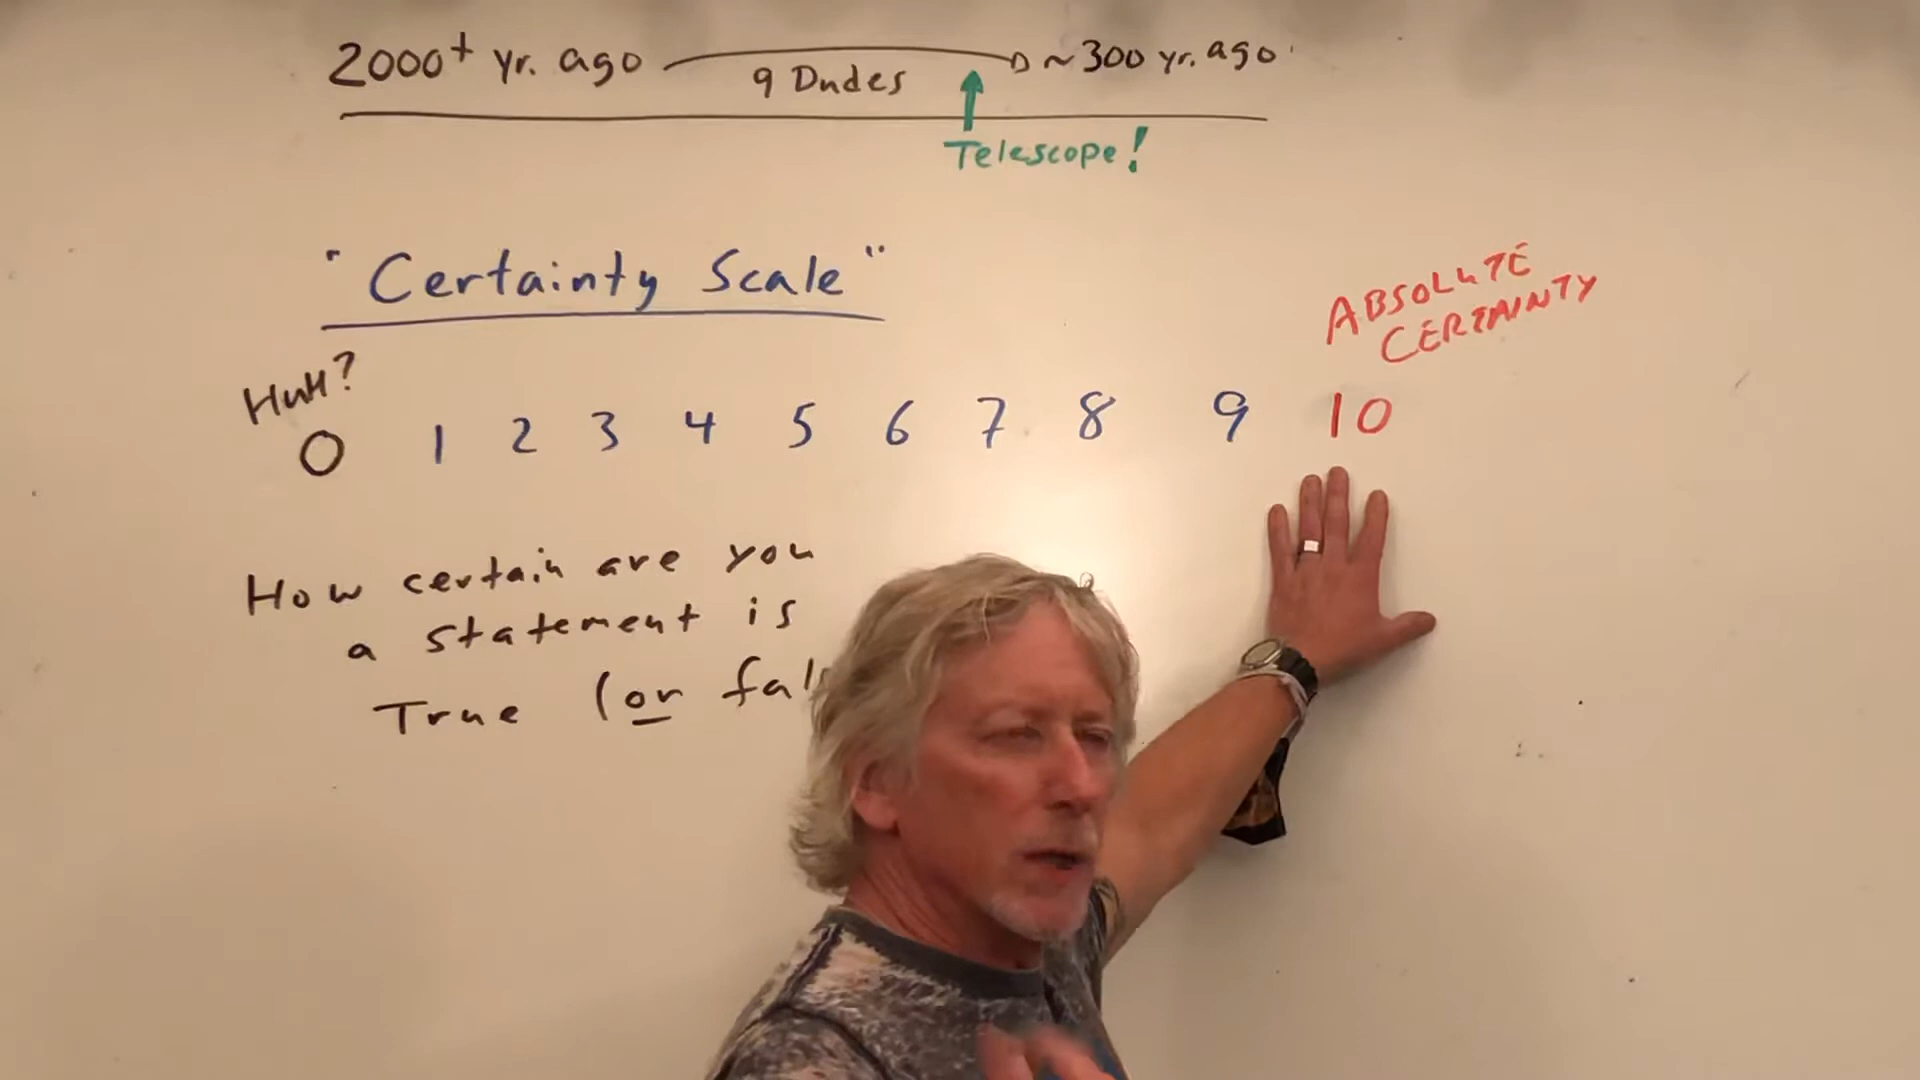 2000+ yr. ago ~300 yr. ago
9 Dudes
Telescope!
"Certainty Scale"
ABSOLUTE
CERTAINTY
HUH?
0 1 2 3 4 5 6 7 8 9 10
How certain are you
a statement is
True (or